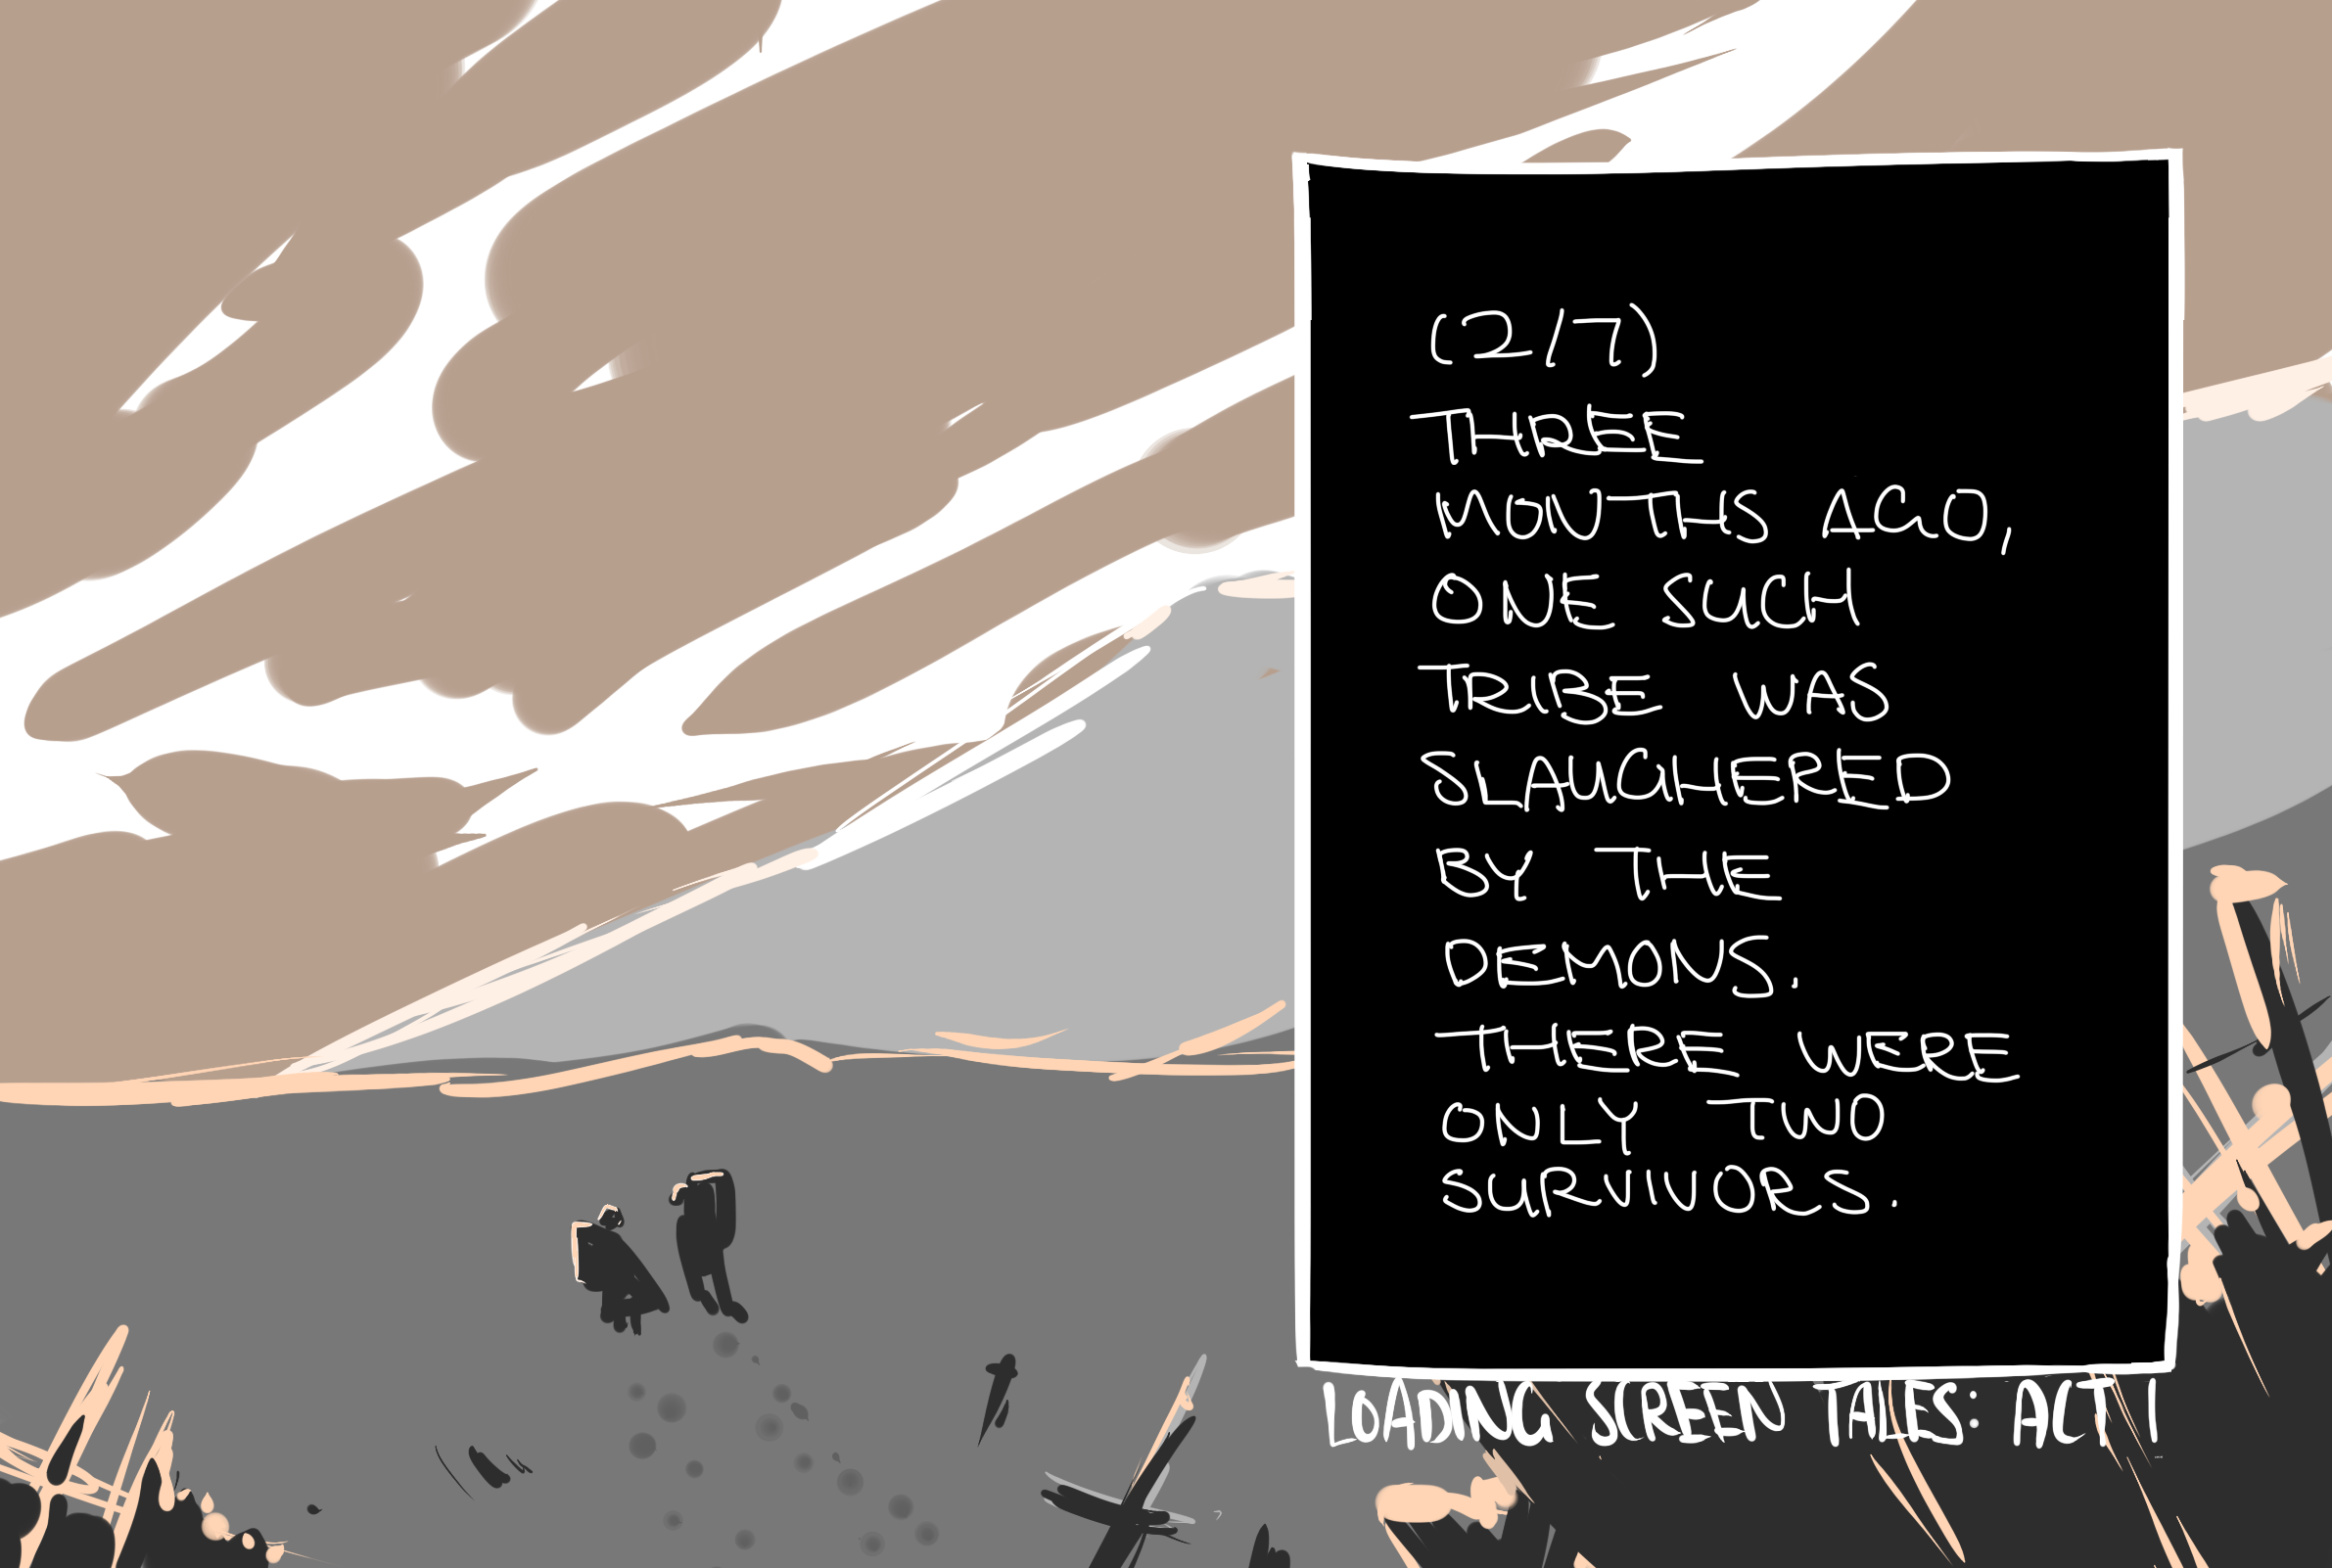 (2/7)
THREE
MONTHS AGO,
ONE SUCH
TRIBE WAS
SLAUGHERED
BY THE
DEMONS.
THERE WERE
ONLY TWO
SURVIVORS.
LOADING SCREEN TALES: ACT I